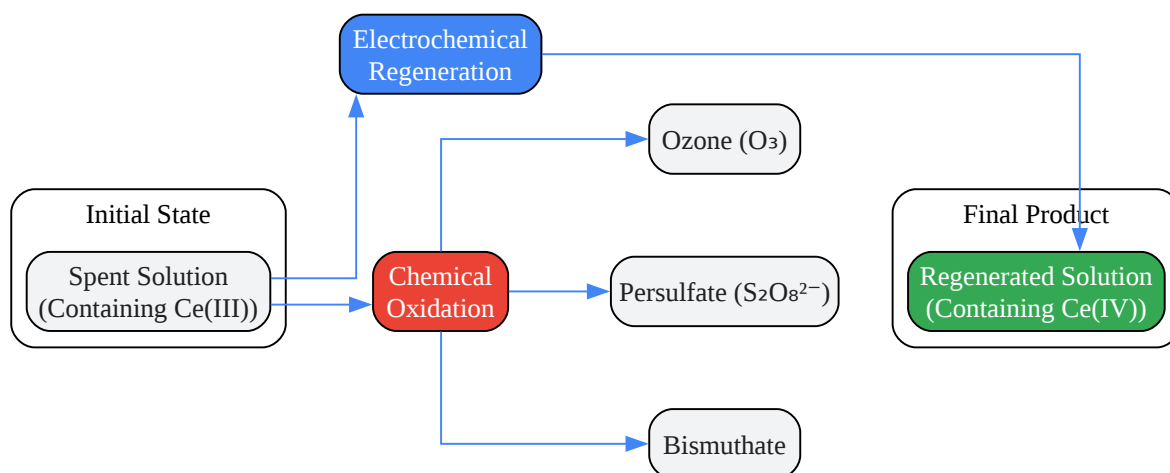 Electrochemical
Regeneration
Ozone (O₃)
Initial State
Final Product
Spent Solution
(Containing Ce(III))
Chemical
Oxidation
Persulfate (S₂O₈²⁻)
Regenerated Solution
(Containing Ce(IV))
Bismuthate